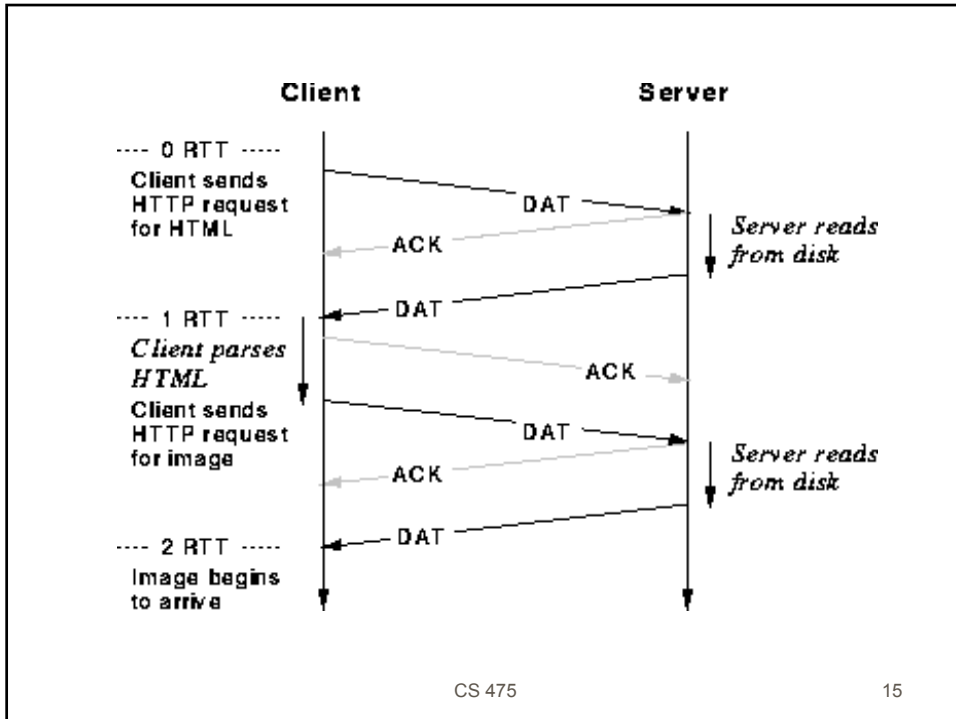 Client Server
---- 0 RTT -----
Client sends
HTTP request
for HTML
DAT
ACK
Server reads
from disk
DAT
---- 1 RTT -----
Client parses
HTML
ACK
Client sends
HTTP request
for image
DAT
ACK
Server reads
from disk
DAT
---- 2 RTT -----
Image begins
to arrive
CS 475 15